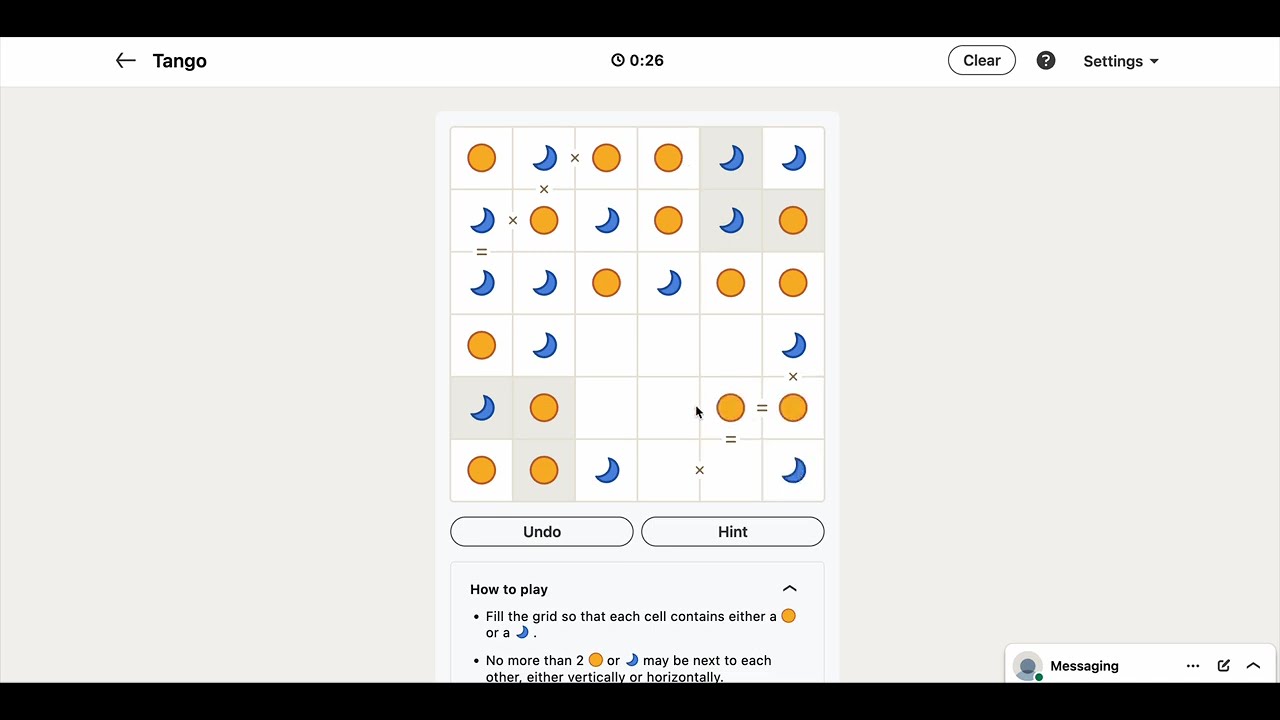 ← Tango
0:26
Clear
?
Settings
×
×
×
=
×
=
=
×
Undo
Hint
How to play
• Fill the grid so that each cell contains either a
or a .
• No more than 2 or may be next to each
other, either vertically or horizontally.
Messaging